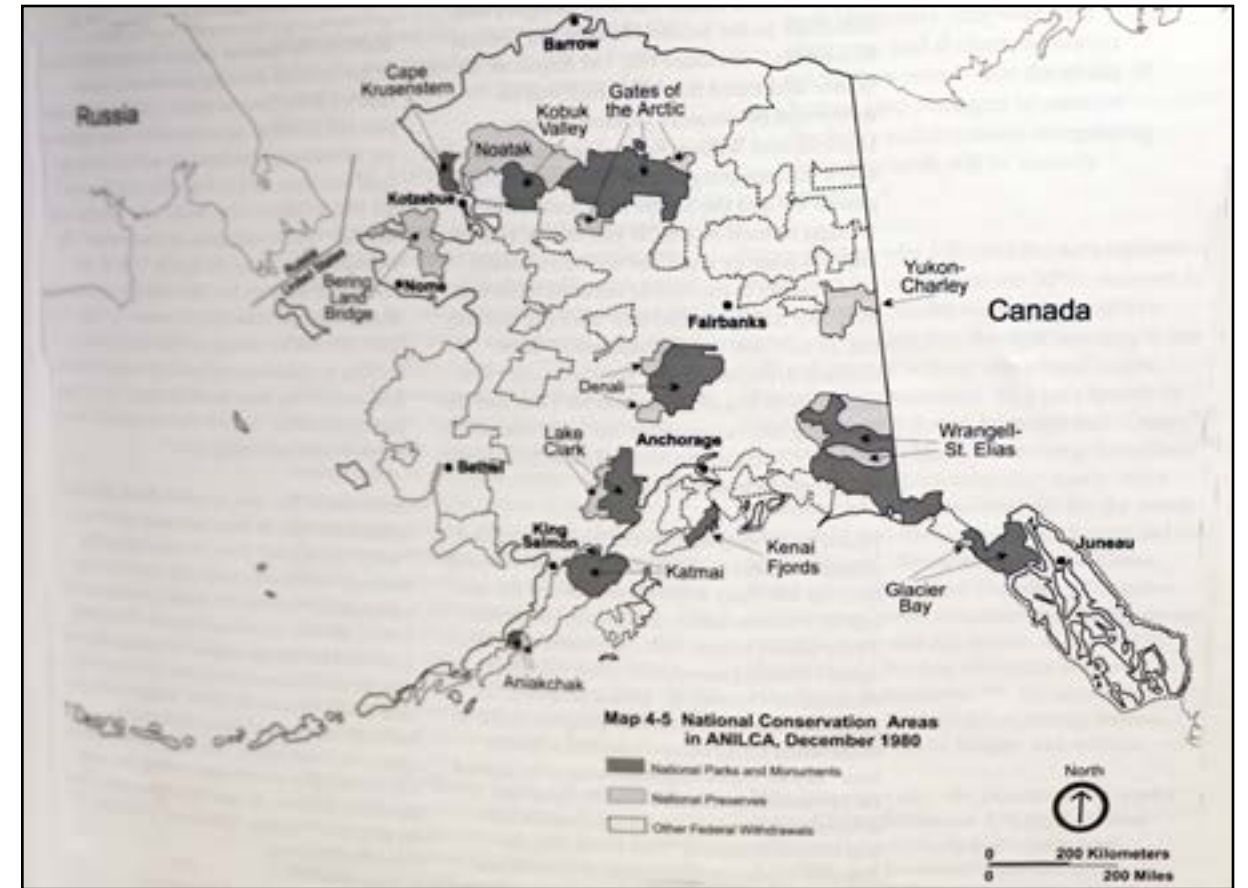 Barrow
Cape
Krusenstern
Gates of
the Arctic
Kobuk
Valley
Russia
Noatak
Kotzebue
Russia
United States
Bering
Land
Bridge
Nome
Yukon-
Charley
Canada
Fairbanks
Denali
Lake
Clark
Anchorage
Wrangell-
St. Elias
Bethel
King
Salmon
Katmai
Kenai
Fjords
Juneau
Glacier
Bay
Aniakchak
Map 4-5 National Conservation Areas
in ANILCA, December 1980
National Parks and Monuments
National Preserves
Other Federal Withdrawals
North
0 200 Kilometers
0 200 Miles